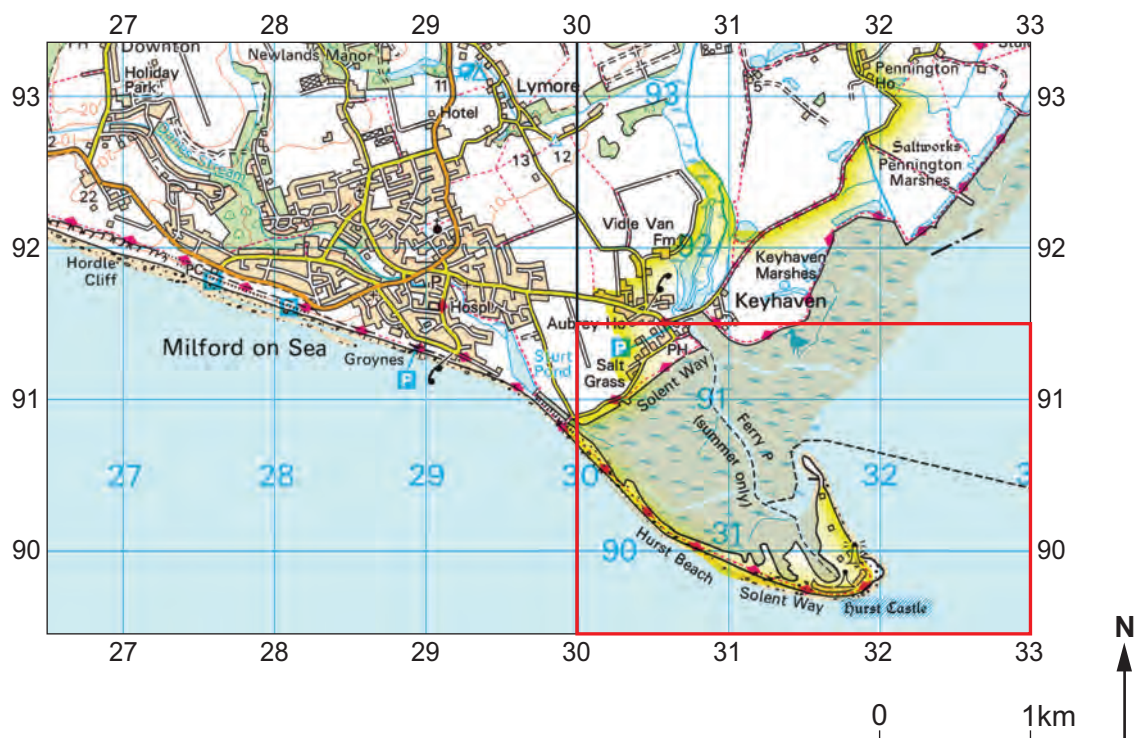 27 28 29 30 31 32 33
Downton
Newlands Manor
11
Pennington
Ho
Holiday
Park
Lymore
93
93
93
20
5
Hotel
Danes Stream
13
12
Saltworks
Pennington
Marshes
22
10
Vidle Van
Fm
92
92
92
Hordle
Cliff
PC
P
P
Keyhaven
Marshes
Hospl
Keyhaven
Aubrey Ho
Milford on Sea
Groynes
P
Sturt
Pond
P
PH
Salt
Grass
Solent Way
91
91
91
Ferry P
(summer only)
27 28 29 30 32
31
90
90
90
Hurst Beach
Solent Way
Hurst Castle
27 28 29 30 31 32 33
N
0 1km